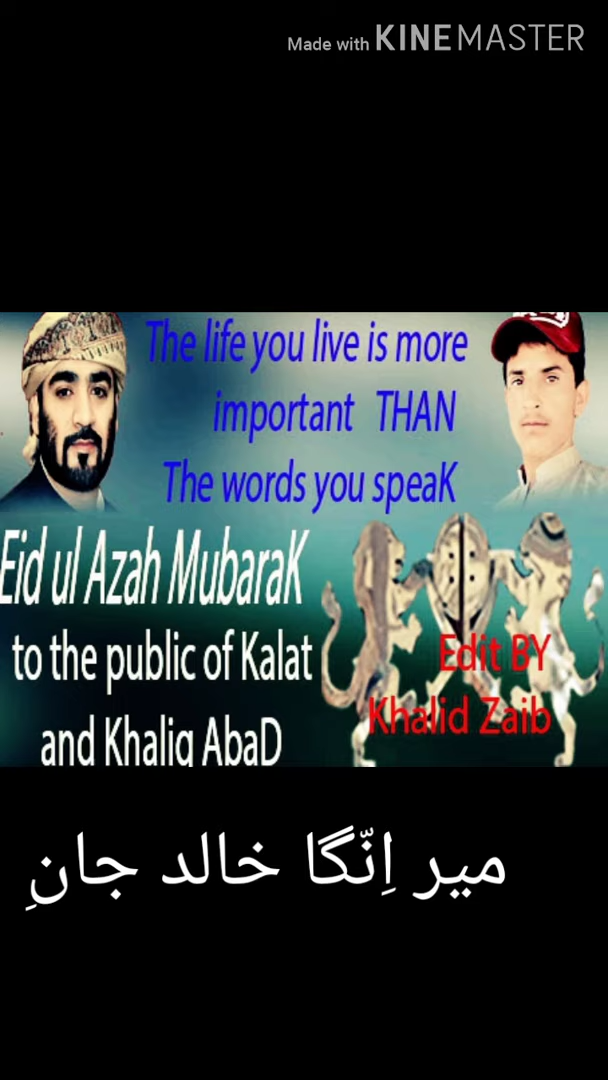 Made with KINEMASTER
The life you live is more
important THAN
The words you speaK
Eid ul Azah MubaraK
to the public of Kalat
and Khaliq AbaD
Edit BY
Khalid Zaib
میر اِنّگا خالد جانِ